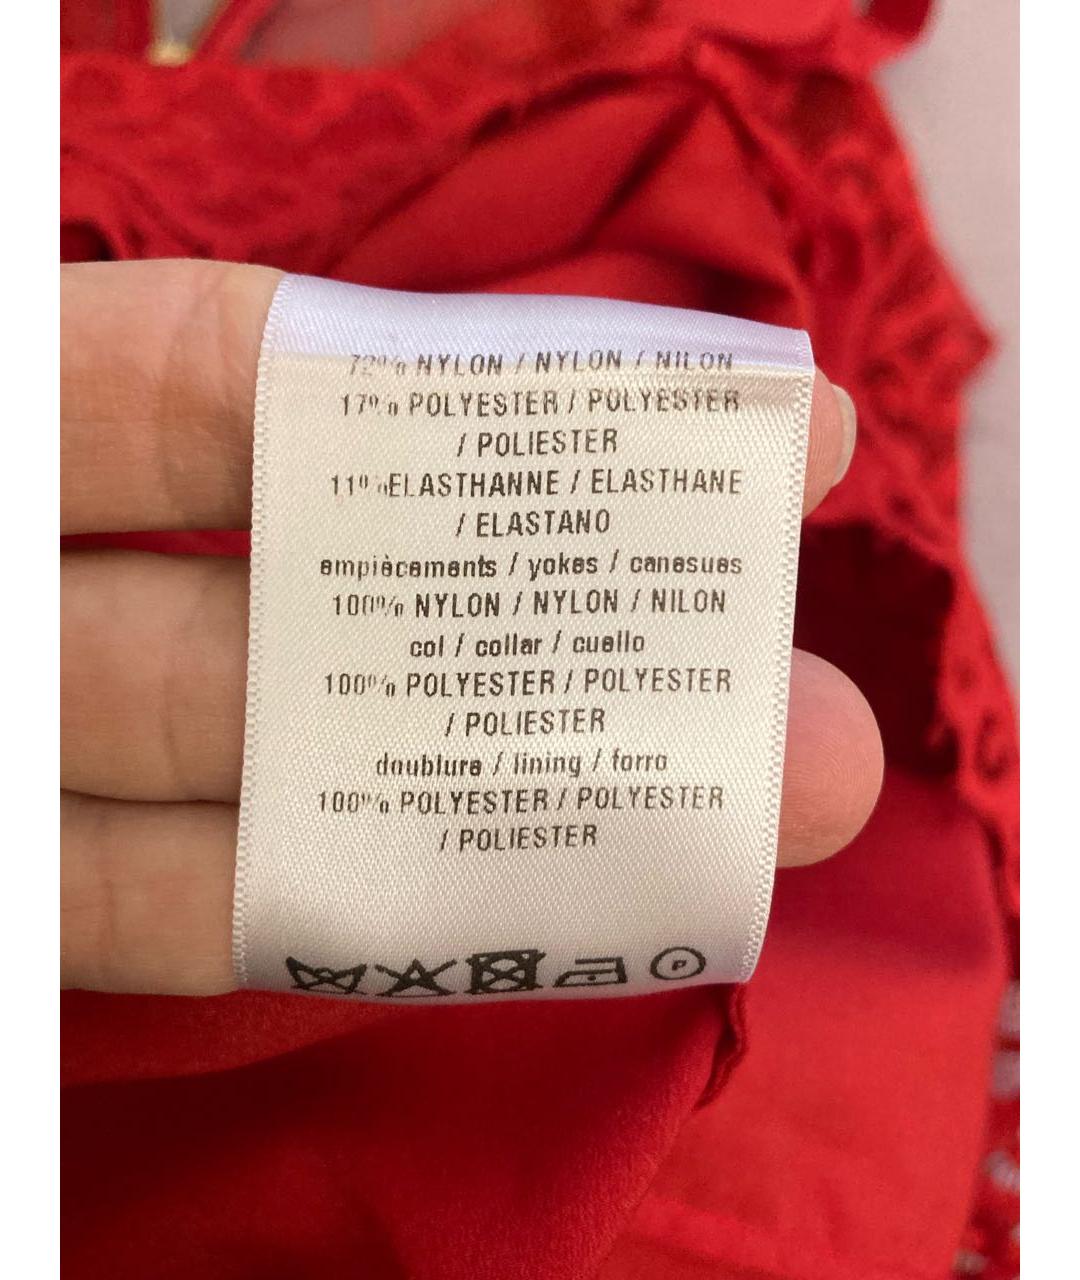 72% NYLON / NYLON / NILON
17% POLYESTER / POLYESTER
/ POLIESTER
11% ELASTHANNE / ELASTHANE
/ ELASTANO
empiècements / yokes / canesues
100% NYLON / NYLON / NILON
col / collar / cuello
100% POLYESTER / POLYESTER
/ POLIESTER
doublure / lining / forro
100% POLYESTER / POLYESTER
/ POLIESTER
P